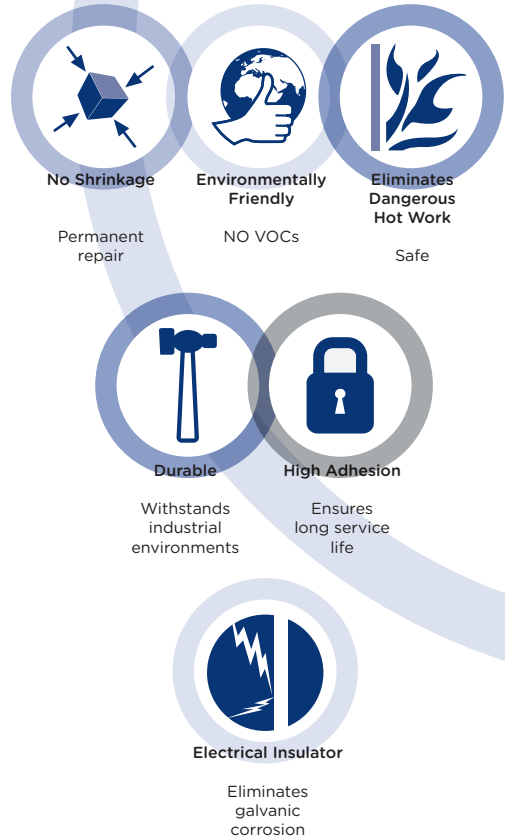 No Shrinkage
Permanent
repair
Environmentally
Friendly
NO VOCs
Eliminates
Dangerous
Hot Work
Safe
Durable
Withstands
industrial
environments
High Adhesion
Ensures
long service
life
Electrical Insulator
Eliminates
galvanic
corrosion